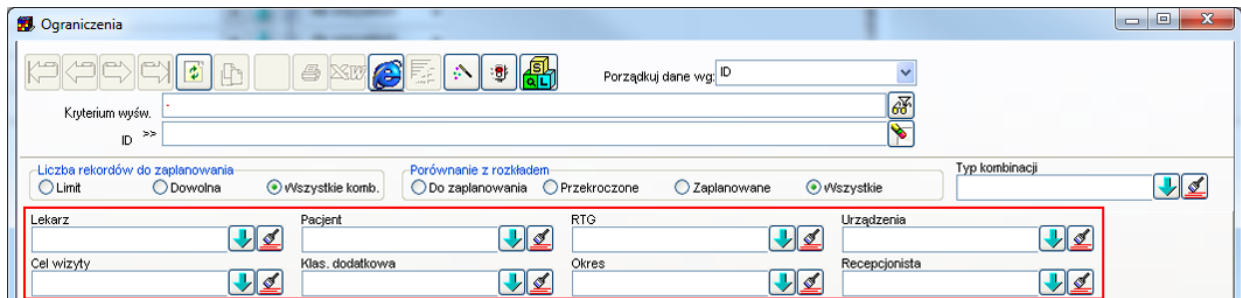 Ograniczenia
Porządkuj dane wg: ID
Kryterium wyśw. -
ID >>
Liczba rekordów do zaplanowania Porównanie z rozkładem Typ kombinacji
Limit Dowolna Wszystkie komb. Do zaplanowania Przekroczone Zaplanowane Wszystkie
Lekarz Pacjent RTG Urządzenia
Cel wizyty Klas. dodatkowa Okres Recepcjonista